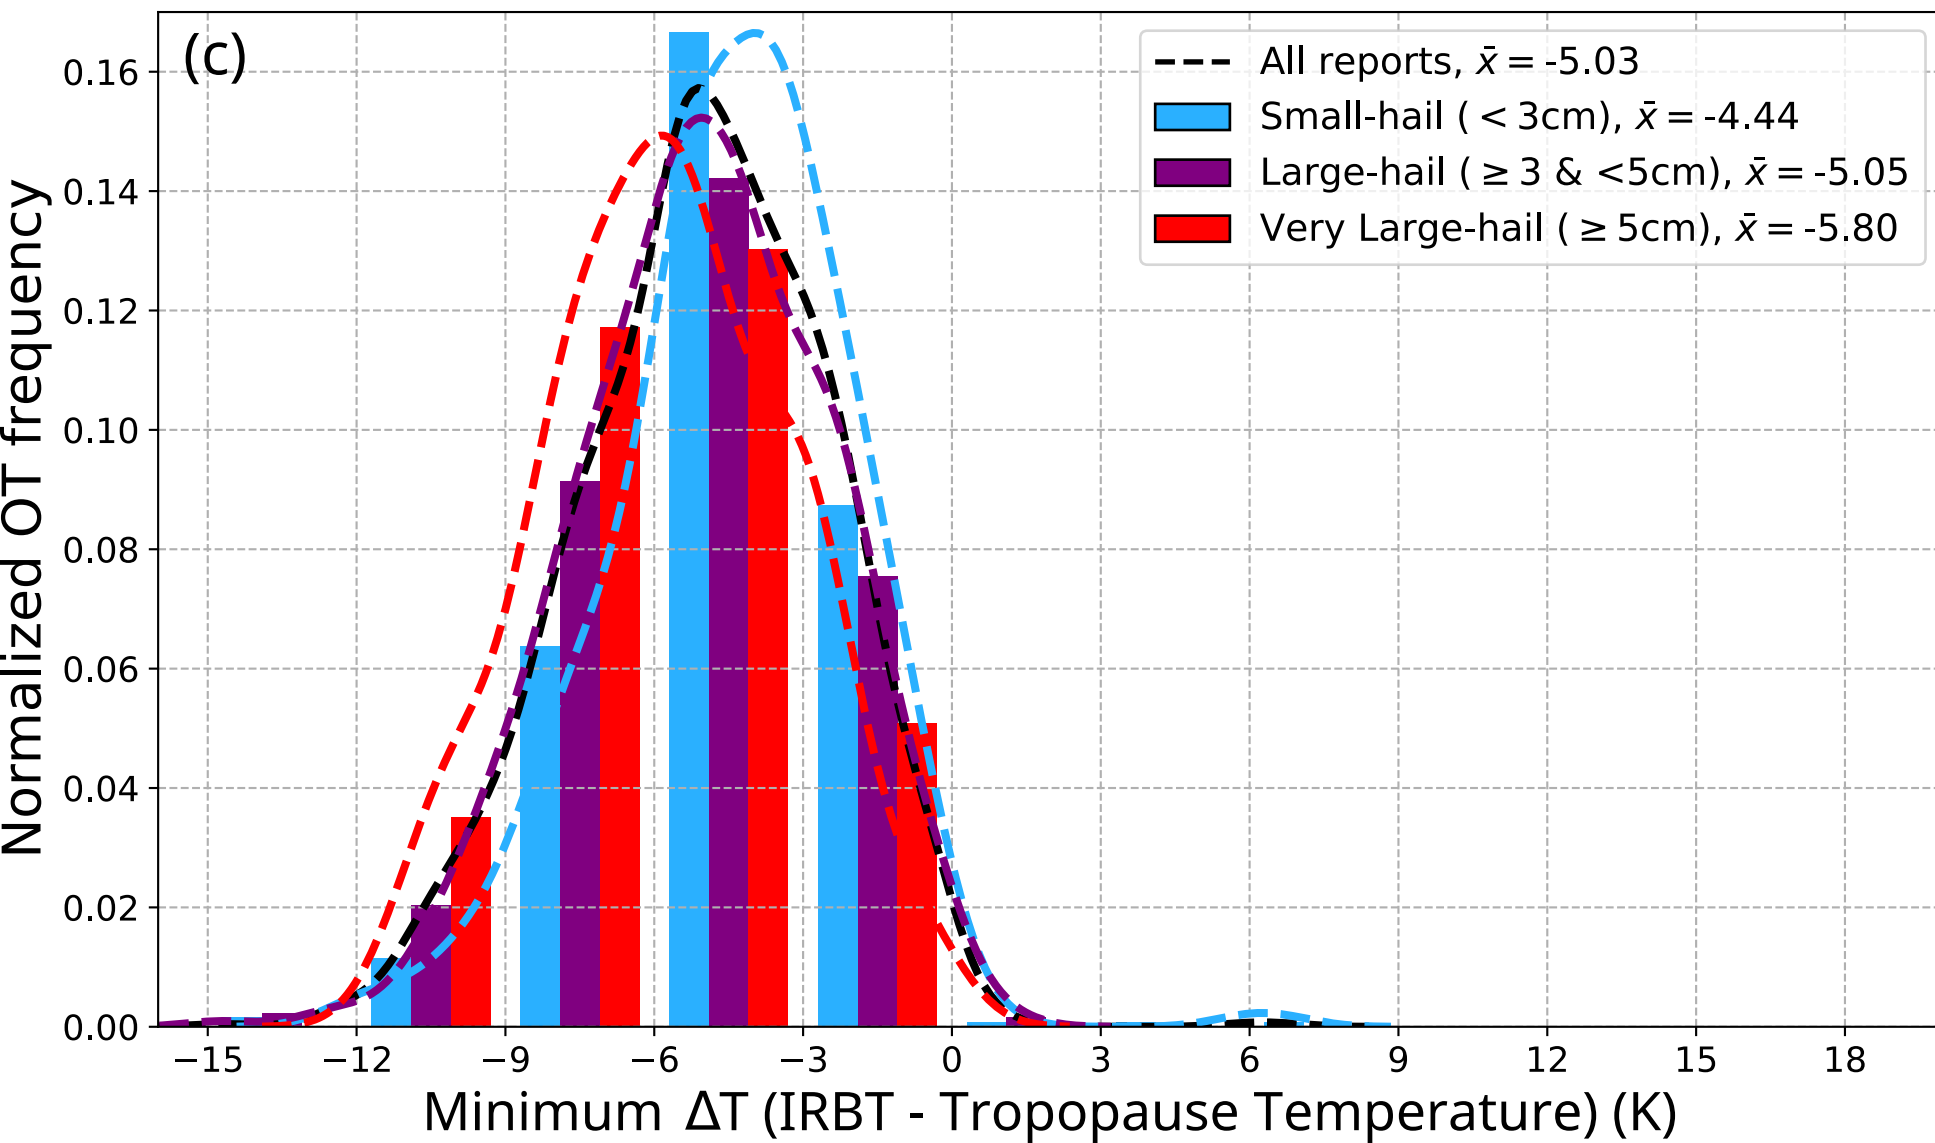 (c)
All reports, x̄ = -5.03
Small-hail ( < 3cm), x̄ = -4.44
Large-hail ( ≥ 3 & <5cm), x̄ = -5.05
Very Large-hail ( ≥ 5cm), x̄ = -5.80
Normalized OT frequency
0.16
0.14
0.12
0.10
0.08
0.06
0.04
0.02
0.00
−15 −12 −9 −6 −3 0 3 6 9 12 15 18
Minimum ΔT (IRBT - Tropopause Temperature) (K)